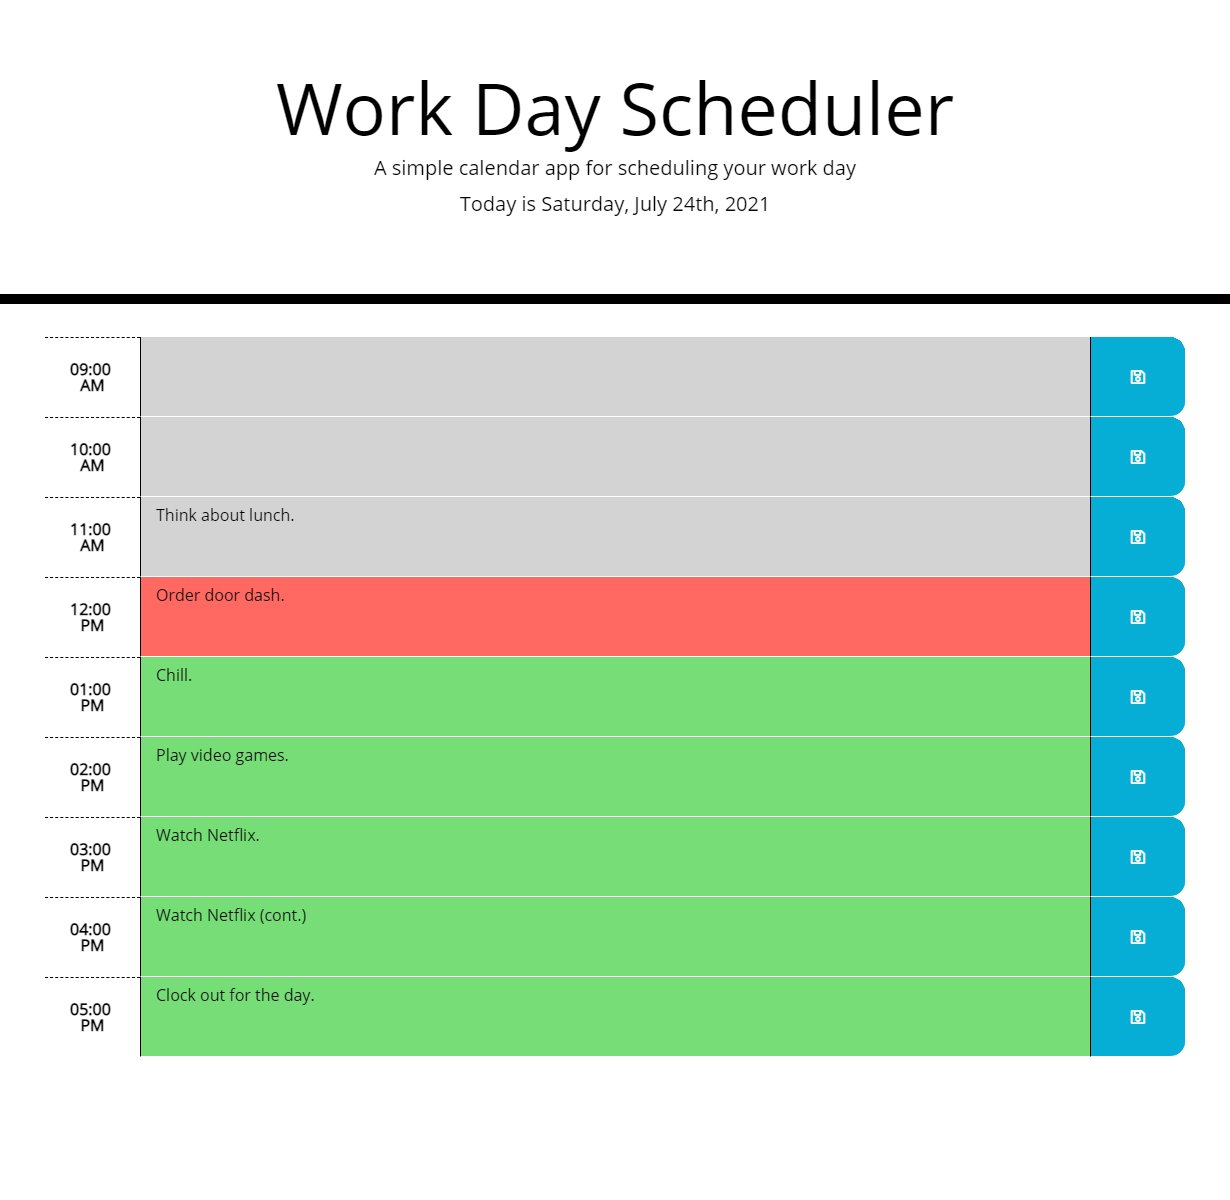 Work Day Scheduler
A simple calendar app for scheduling your work day
Today is Saturday, July 24th, 2021
09:00
AM
10:00
AM
11:00
AM
Think about lunch.
12:00
PM
Order door dash.
01:00
PM
Chill.
02:00
PM
Play video games.
03:00
PM
Watch Netflix.
04:00
PM
Watch Netflix (cont.)
05:00
PM
Clock out for the day.